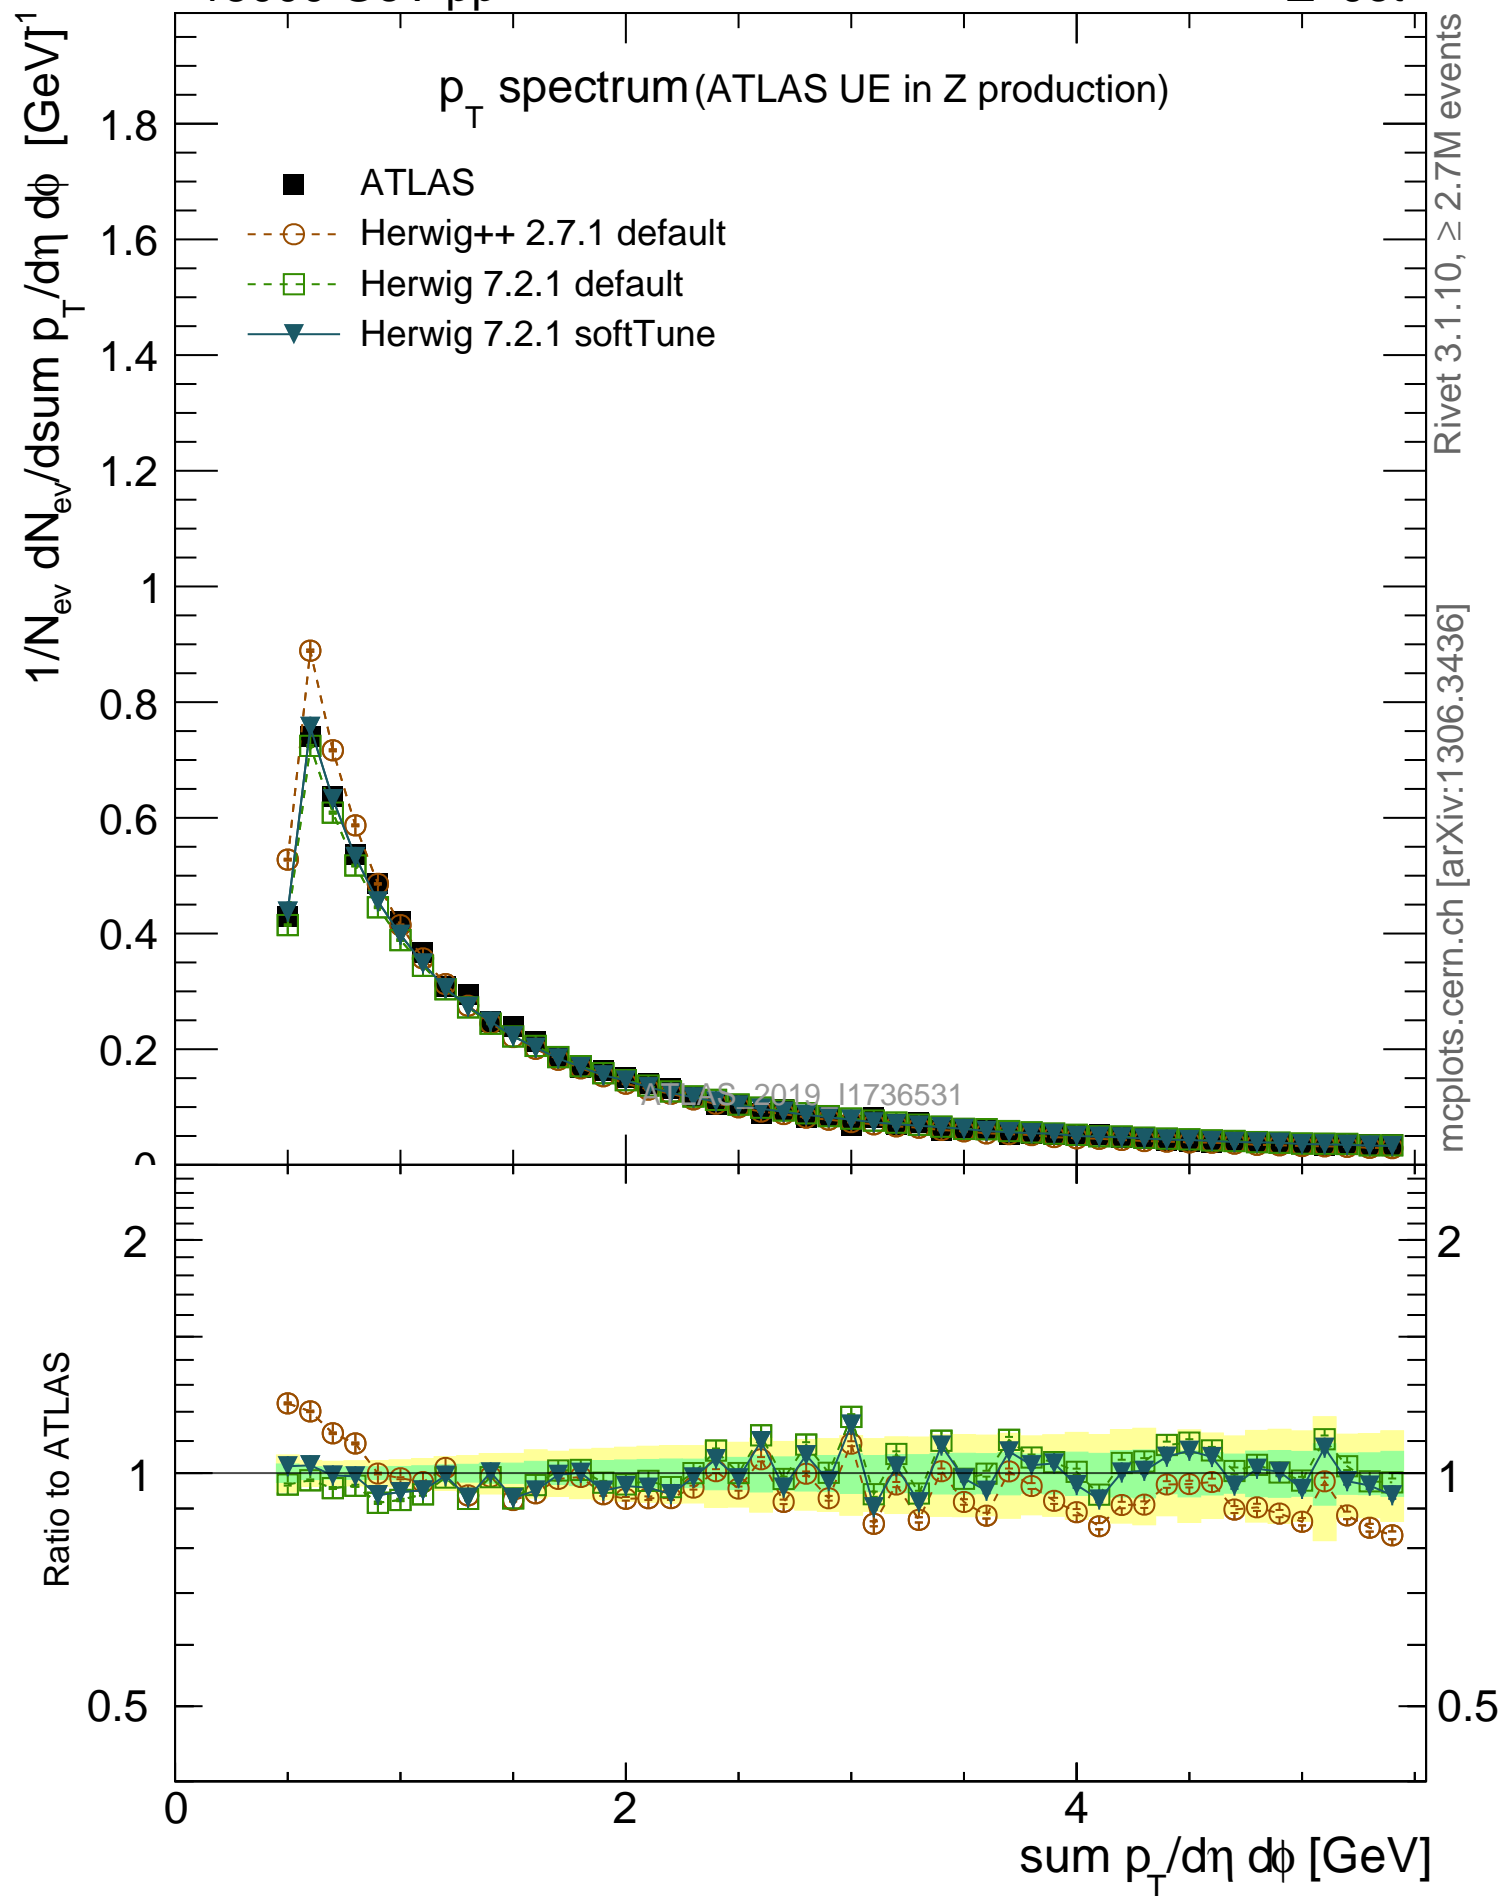 p_T spectrum (ATLAS UE in Z production)
ATLAS
Herwig++ 2.7.1 default
Herwig 7.2.1 default
Herwig 7.2.1 softTune
1/N_ev dN_ev/dsum p_T/dη dϕ [GeV]^-1
1.8
1.6
1.4
1.2
1
0.8
0.6
0.4
0.2
0
ATLAS_2019_I1736531
Rivet 3.1.10, ≥ 2.7M events
mcplots.cern.ch [arXiv:1306.3436]
Ratio to ATLAS
2
1
0.5
2
1
0.5
0
2
4
sum p_T/dη dϕ [GeV]